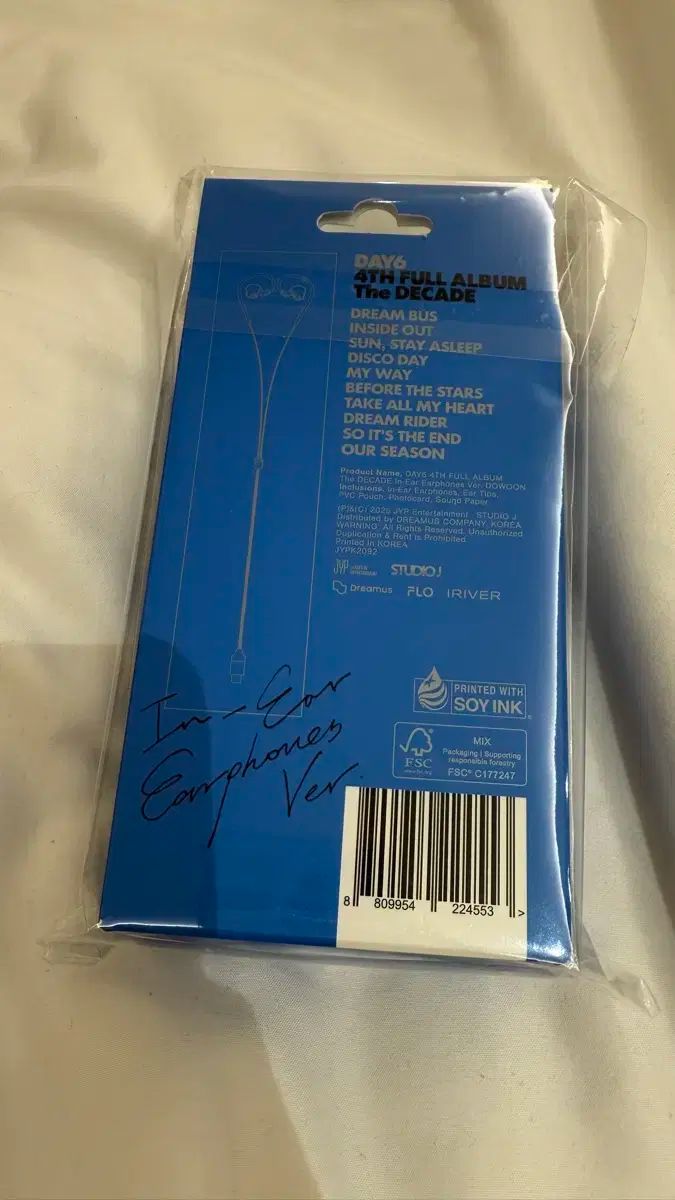 DAY6
4TH FULL ALBUM
The DECADE
DREAM BUS
INSIDE OUT
SUN, STAY ASLEEP
DISCO DAY
MY WAY
BEFORE THE STARS
TAKE ALL MY HEART
DREAM RIDER
SO IT'S THE END
OUR SEASON
Product Name. DAY6 4TH FULL ALBUM
The DECADE In-Ear Earphones Ver. DOWOON
Inclusions. In-Ear Earphones, Ear Tips,
PVC Pouch, Photocard, Sound Paper
(P)&(C) 2025 JYP Entertainment STUDIO J
Distributed by DREAMUS COMPANY, KOREA
WARNING: All Rights Reserved. Unauthorized
Duplication & Rent is Prohibited.
Printed in KOREA
JYPK2092
JYP STUDIO J
Dreamus FLO IRIVER
In-Ear
Earphones
Ver.
PRINTED WITH
SOY INK
FSC
www.fsc.org
MIX
Packaging | Supporting
responsible forestry
FSC® C177247
8 809954 224553 >